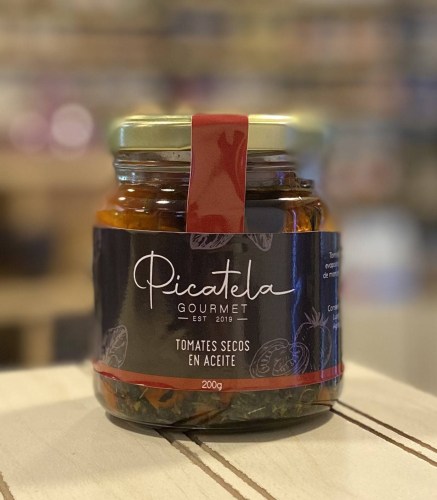 Picatela
GOURMET
EST 2019
TOMATES SECOS
EN ACEITE
200g